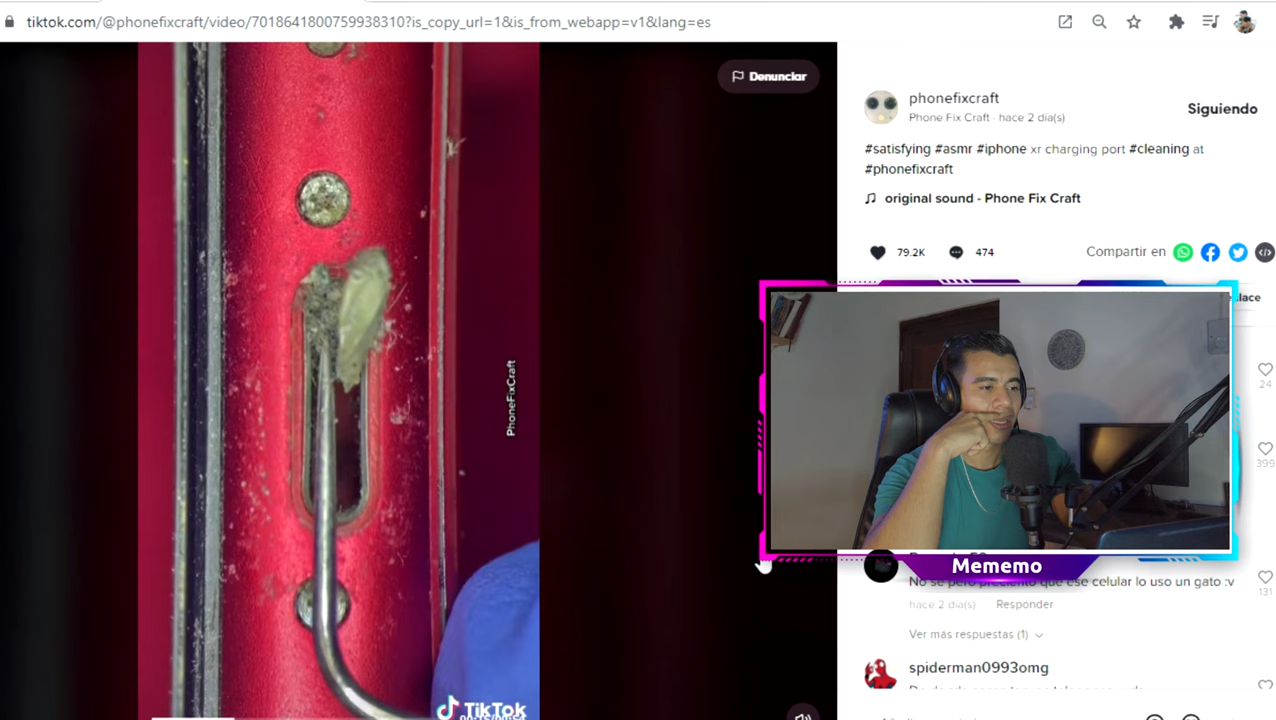 tiktok.com/@phonefixcraft/video/7018641800759938310?is_copy_url=1&is_from_webapp=v1&lang=es
Denunciar
phonefixcraft
Phone Fix Craft · hace 2 día(s)
Siguiendo
#satisfying #asmr #iphone xr charging port #cleaning at
#phonefixcraft
original sound - Phone Fix Craft
79.2K
474
Compartir en
24
399
PhoneFixCraft
Mememo
No se pero preciento que ese celular lo uso un gato :v
131
hace 2 día(s)
Responder
Ver más respuestas (1)
spiderman0993omg
TikTok